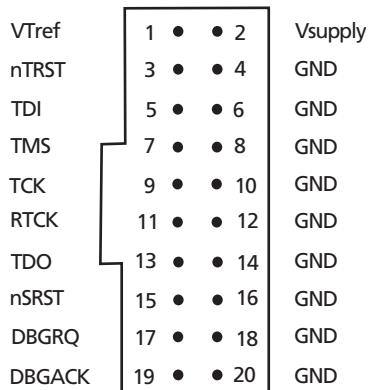 VTref 1 2 Vsupply
nTRST 3 4 GND
TDI 5 6 GND
TMS 7 8 GND
TCK 9 10 GND
RTCK 11 12 GND
TDO 13 14 GND
nSRST 15 16 GND
DBGRQ 17 18 GND
DBGACK 19 20 GND